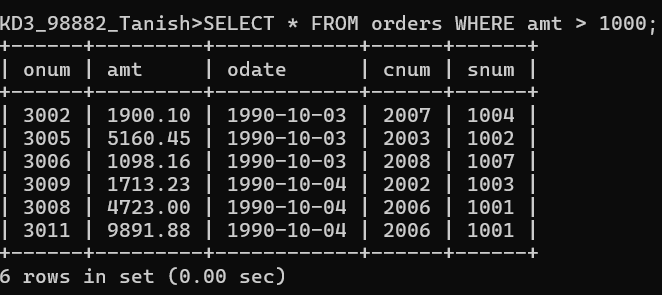 KD3_98882_Tanish>SELECT * FROM orders WHERE amt > 1000;
+------+---------+------------+------+------+
| onum | amt     | odate      | cnum | snum |
+------+---------+------------+------+------+
| 3002 | 1900.10 | 1990-10-03 | 2007 | 1004 |
| 3005 | 5160.45 | 1990-10-03 | 2003 | 1002 |
| 3006 | 1098.16 | 1990-10-03 | 2008 | 1007 |
| 3009 | 1713.23 | 1990-10-04 | 2002 | 1003 |
| 3008 | 4723.00 | 1990-10-04 | 2006 | 1001 |
| 3011 | 9891.88 | 1990-10-04 | 2006 | 1001 |
+------+---------+------------+------+------+
6 rows in set (0.00 sec)